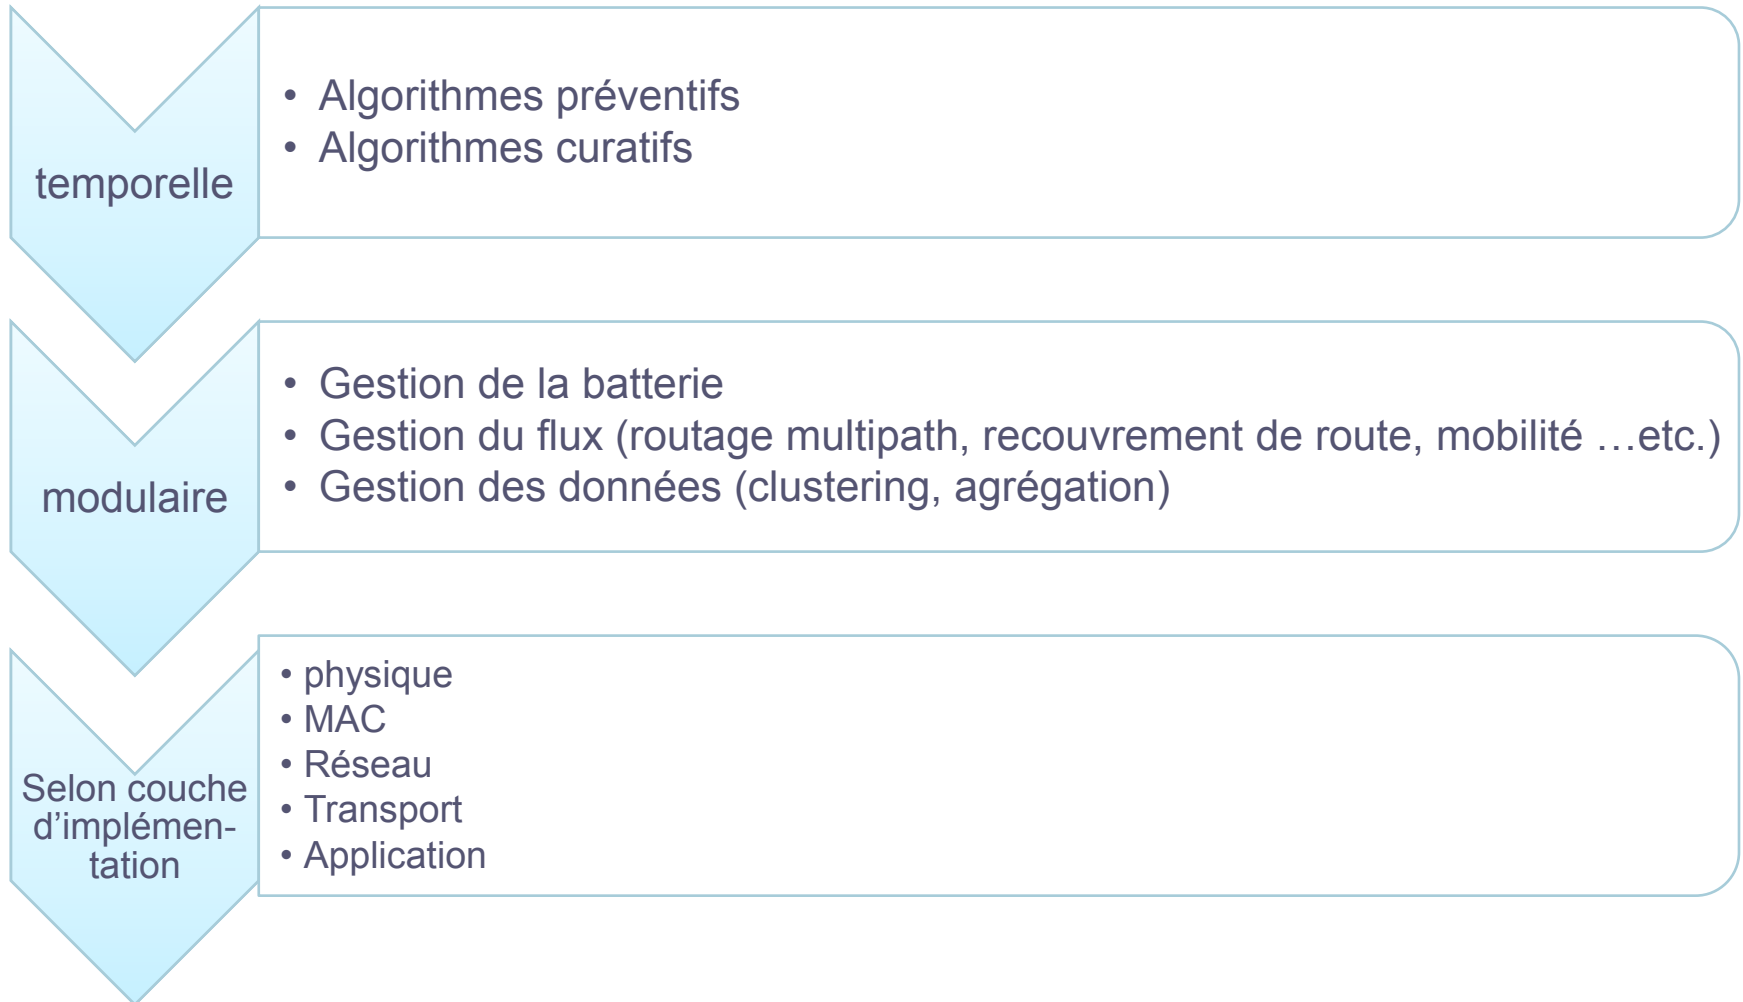 temporelle
• Algorithmes préventifs
• Algorithmes curatifs
modulaire
• Gestion de la batterie
• Gestion du flux (routage multipath, recouvrement de route, mobilité …etc.)
• Gestion des données (clustering, agrégation)
Selon couche
d’implémen-
tation
• physique
• MAC
• Réseau
• Transport
• Application